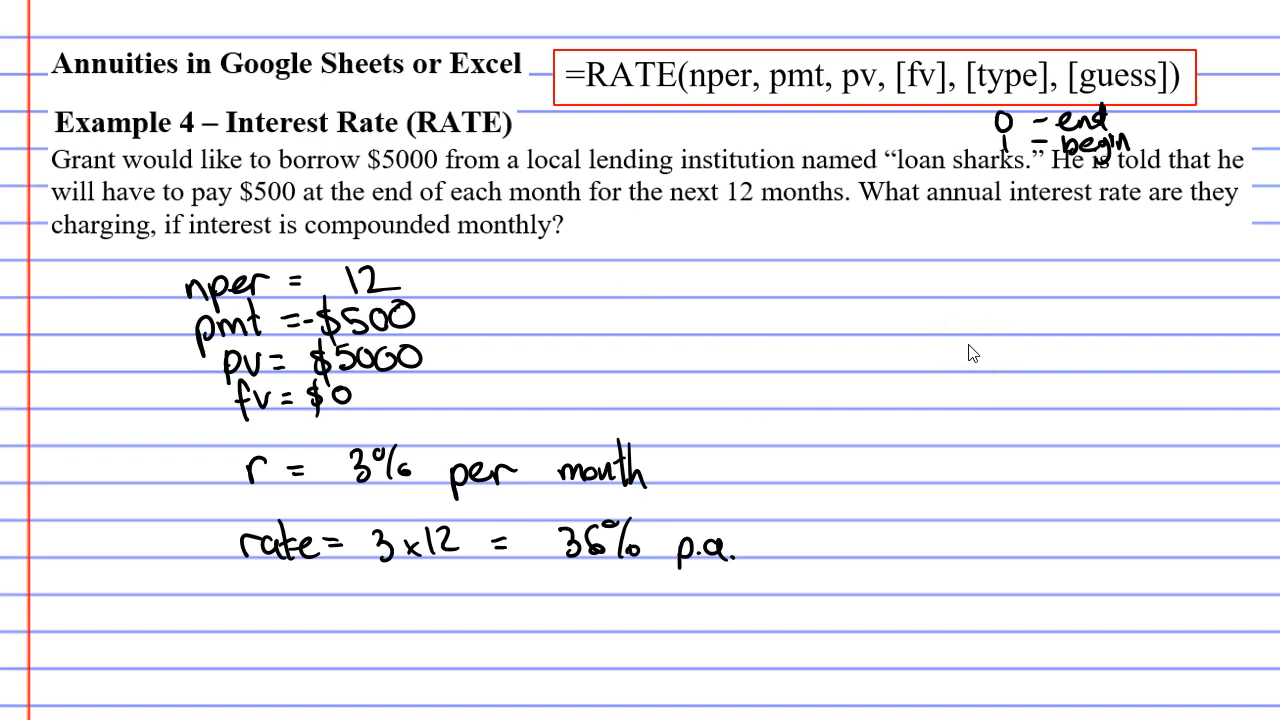 Annuities in Google Sheets or Excel
=RATE(nper, pmt, pv, [fv], [type], [guess])
Example 4 – Interest Rate (RATE)
0 - end
1 - begin
Grant would like to borrow $5000 from a local lending institution named “loan sharks.” He is told that he
will have to pay $500 at the end of each month for the next 12 months. What annual interest rate are they
charging, if interest is compounded monthly?
nper = 12
pmt = -$500
pv = $5000
fv = $0
r = 3% per month
rate = 3 x 12 = 36% p.a.